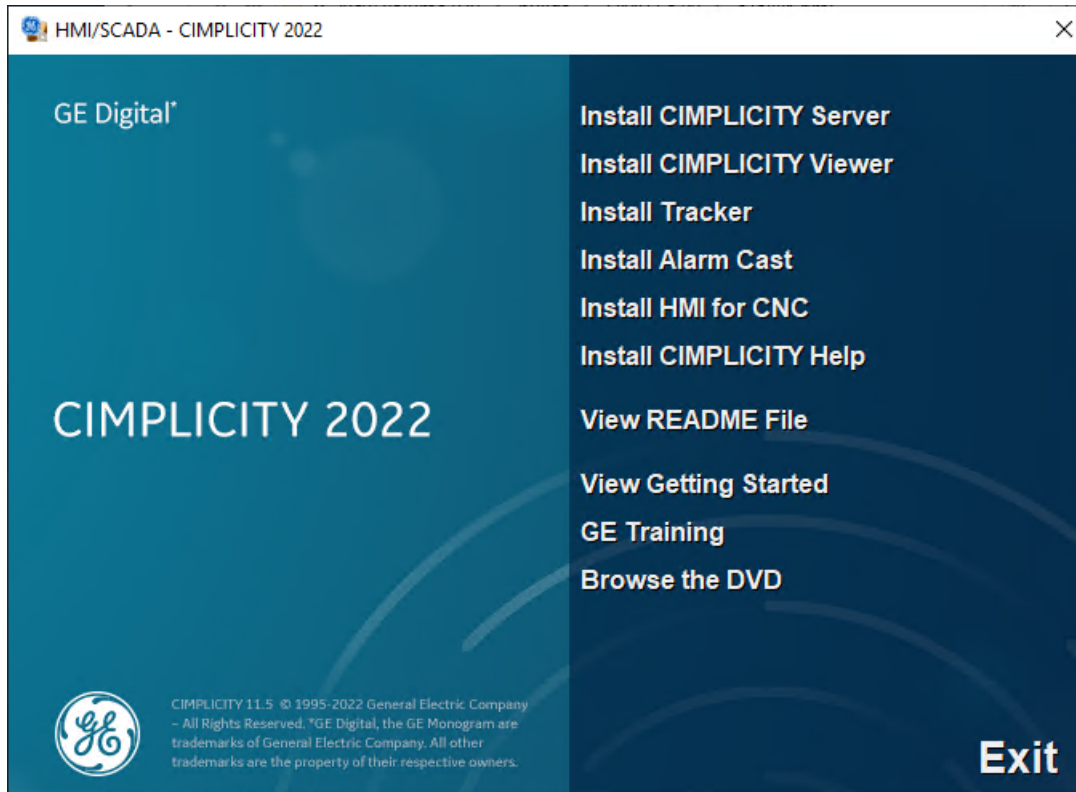 HMI/SCADA - CIMPLICITY 2022
GE Digital*
CIMPLICITY 2022
CIMPLICITY 11.5 © 1995-2022 General Electric Company
– All Rights Reserved. *GE Digital, the GE Monogram are
trademarks of General Electric Company. All other
trademarks are the property of their respective owners.
Install CIMPLICITY Server
Install CIMPLICITY Viewer
Install Tracker
Install Alarm Cast
Install HMI for CNC
Install CIMPLICITY Help
View README File
View Getting Started
GE Training
Browse the DVD
Exit